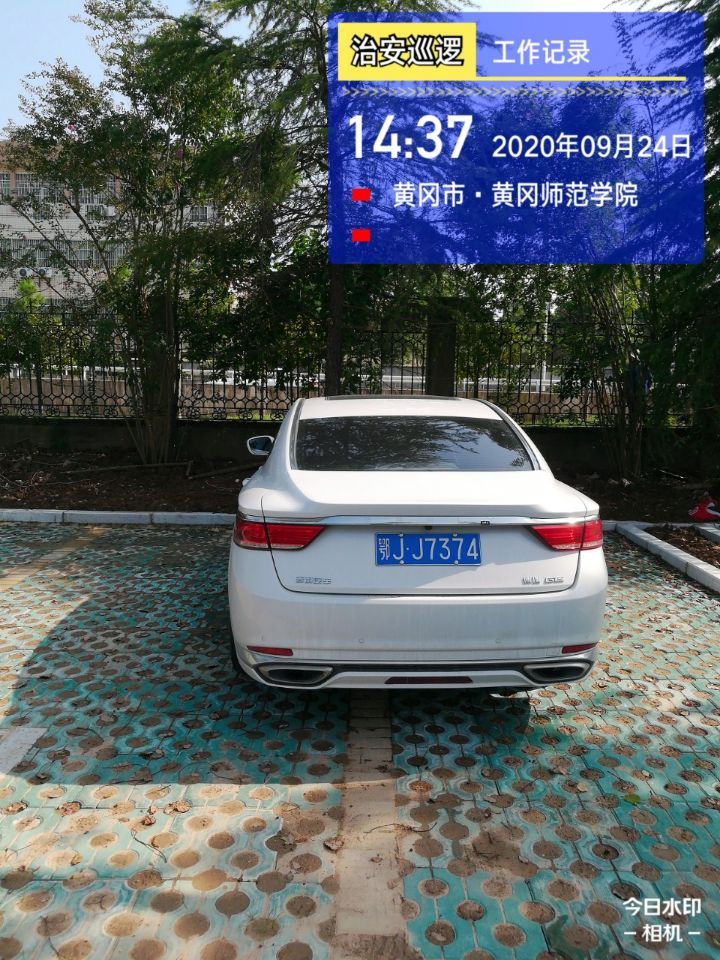 治安巡逻 工作记录
14:37 2020年09月24日
黄冈市·黄冈师范学院
鄂J·J7374
今日水印
-相机-